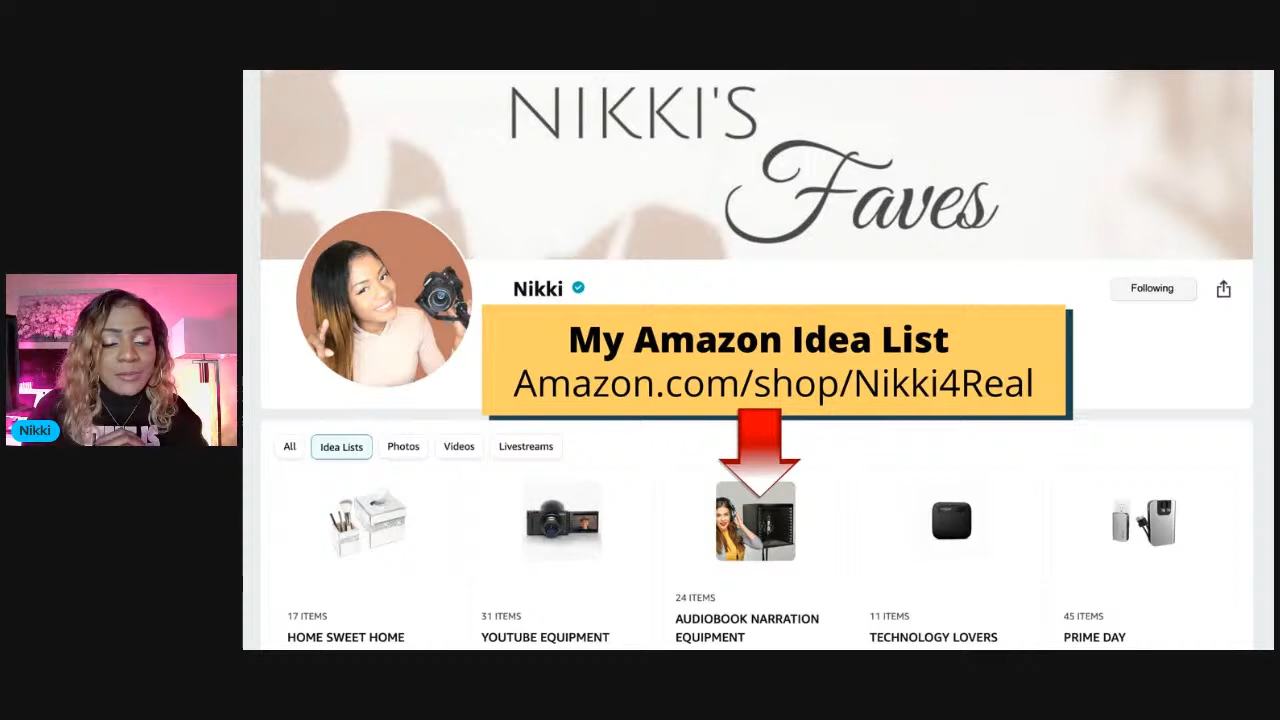 NIKKI'S
Faves
Nikki
Following
My Amazon Idea List
Amazon.com/shop/Nikki4Real
Nikki
All
Idea Lists
Photos
Videos
Livestreams
17 ITEMS
HOME SWEET HOME
31 ITEMS
YOUTUBE EQUIPMENT
24 ITEMS
AUDIOBOOK NARRATION
EQUIPMENT
11 ITEMS
TECHNOLOGY LOVERS
45 ITEMS
PRIME DAY